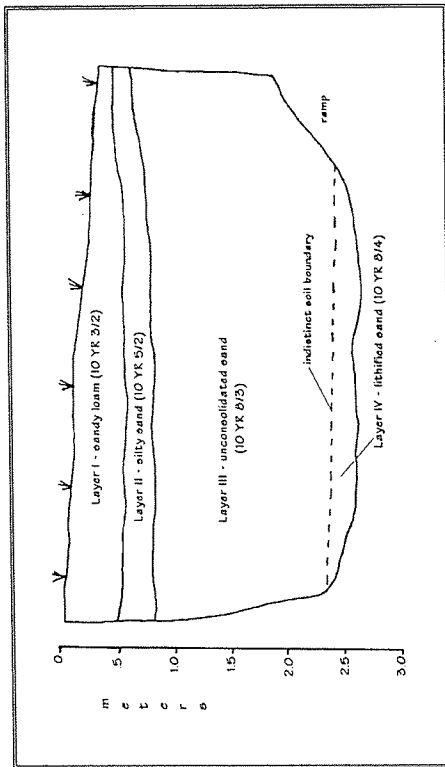 0
.5
1.0
1.5
2.0
2.5
3.0
m e t e r s
Layer I - sandy loam (10 YR 3/2)
Layer II - silty sand (10 YR 5/2)
Layer III - unconsolidated sand
(10 YR 8/3)
indistinct soil boundary
Layer IV - lithified sand (10 YR 8/4)
ramp